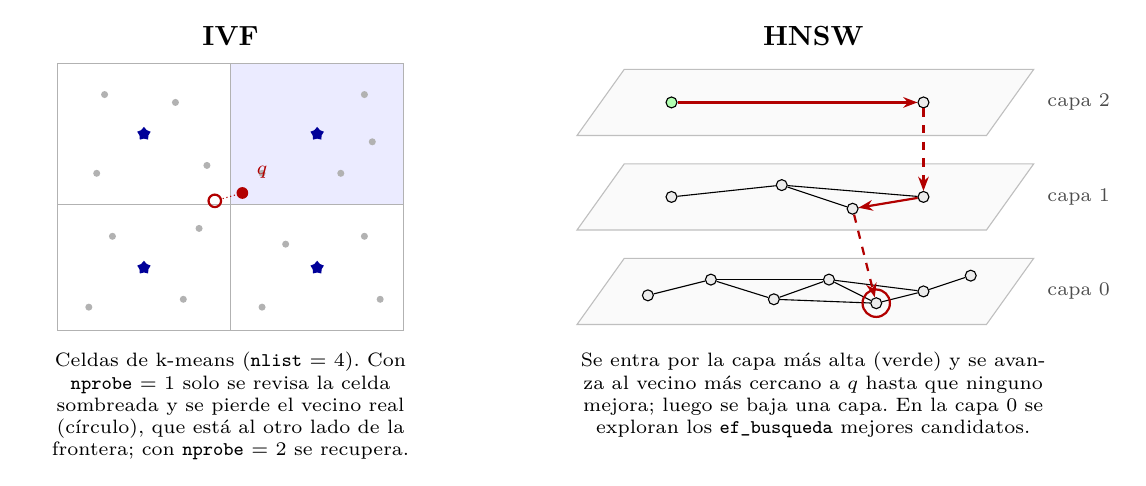 IVF
q
Celdas de k-means (nlist = 4). Con
nprobe = 1 solo se revisa la celda
sombreada y se pierde el vecino real
(círculo), que está al otro lado de la
frontera; con nprobe = 2 se recupera.
HNSW
capa 2
capa 1
capa 0
Se entra por la capa más alta (verde) y se avan-
za al vecino más cercano a q hasta que ninguno
mejora; luego se baja una capa. En la capa 0 se
exploran los ef_busqueda mejores candidatos.